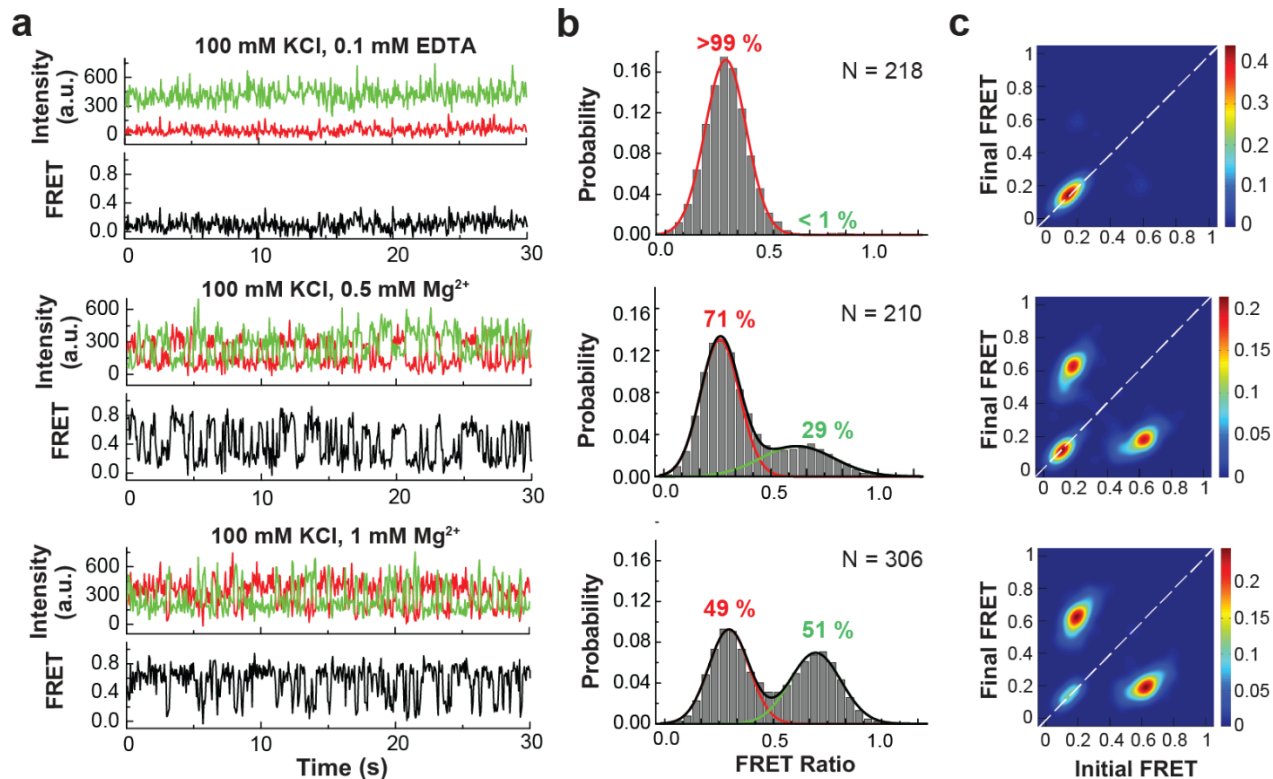 a
100 mM KCl, 0.1 mM EDTA
Intensity
(a.u.)
600
300
0
FRET
0.8
0.4
0.0
0 10 20 30
100 mM KCl, 0.5 mM Mg²⁺
Intensity
(a.u.)
600
300
0
FRET
0.8
0.4
0.0
0 10 20 30
100 mM KCl, 1 mM Mg²⁺
Intensity
(a.u.)
600
300
0
FRET
0.8
0.4
0.0
0 10 20 30
Time (s)
b
>99 %
N = 218
< 1 %
Probability
0.16
0.12
0.08
0.04
0.00
0.0 0.5 1.0
71 %
N = 210
29 %
Probability
0.16
0.12
0.08
0.04
0.00
0.0 0.5 1.0
49 %
N = 306
51 %
Probability
0.16
0.12
0.08
0.04
0.00
0.0 0.5 1.0
FRET Ratio
c
Final FRET
1
0.8
0.6
0.4
0.2
0
0 0.2 0.4 0.6 0.8 1
0.4
0.3
0.2
0.1
0
Final FRET
1
0.8
0.6
0.4
0.2
0
0 0.2 0.4 0.6 0.8 1
0.2
0.15
0.1
0.05
0
Final FRET
1
0.8
0.6
0.4
0.2
0
0 0.2 0.4 0.6 0.8 1
0.2
0.15
0.1
0.05
0
Initial FRET